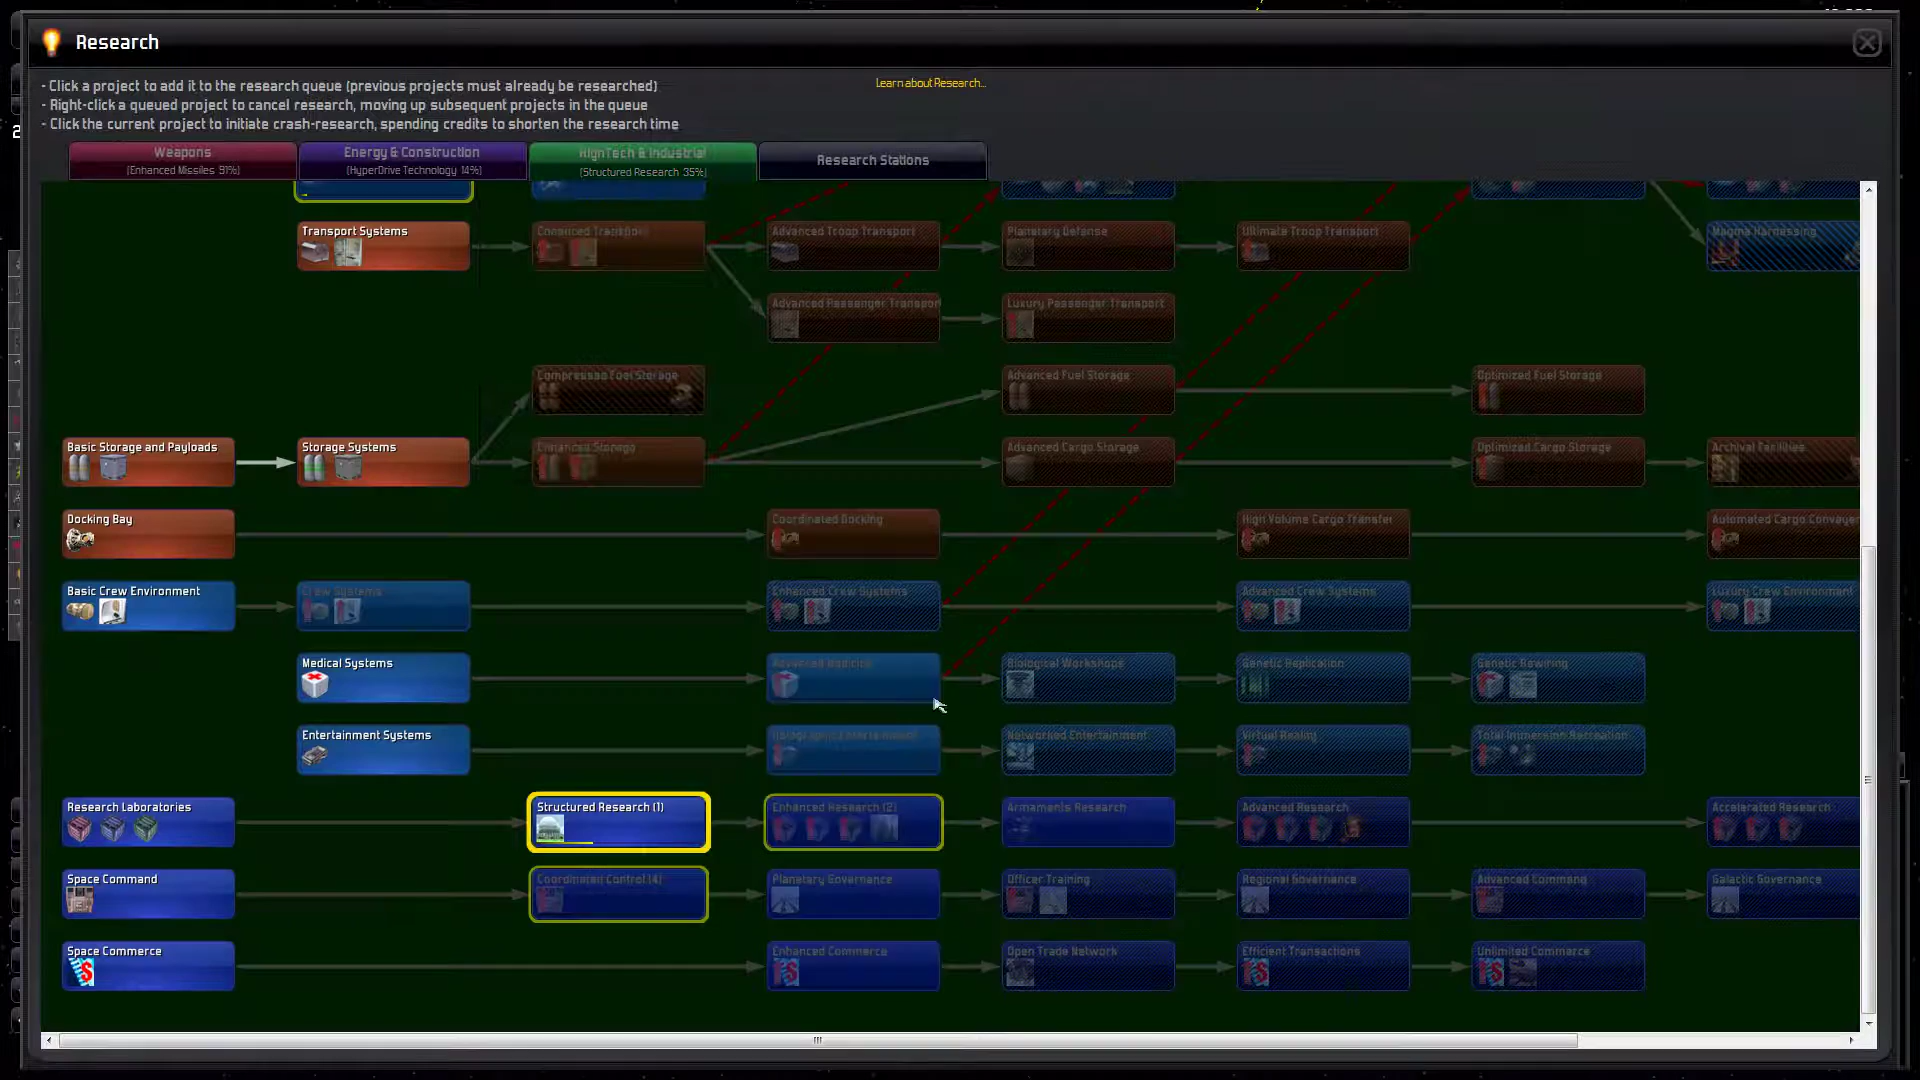 Research
- Click a project to add it to the research queue (previous projects must already be researched)
- Right-click a queued project to cancel research, moving up subsequent projects in the queue
- Click the current project to initiate crash-research, spending credits to shorten the research time
Learn about Research...
Weapons
(Enhanced Missiles 91%)
Energy & Construction
(HyperDrive Technology 14%)
HighTech & Industrial
(Structured Research 35%)
Research Stations
Transport Systems
Advanced Troop Transport
Planetary Defense
Ultimate Troop Transport
Magma Harnessing
Advanced Passenger Transport
Luxury Passenger Transport
Compressed Fuel Storage
Advanced Fuel Storage
Optimized Fuel Storage
Basic Storage and Payloads
Storage Systems
Enhanced Storage
Advanced Cargo Storage
Optimized Cargo Storage
Archival Facilities
Docking Bay
Coordinated Docking
High Volume Cargo Transfer
Automated Cargo Conveyer
Basic Crew Environment
Crew Systems
Enhanced Crew Systems
Advanced Crew Systems
Luxury Crew Environment
Medical Systems
Advanced Medicine
Biological Workshops
Genetic Replication
Genetic Rewiring
Entertainment Systems
Holographic Entertainment
Networked Entertainment
Virtual Reality
Total Immersion Recreation
Research Laboratories
Structured Research (1)
Enhanced Research (2)
Armaments Research
Advanced Research
Accelerated Research
Space Command
Coordinated Control (4)
Planetary Governance
Officer Training
Regional Governance
Advanced Command
Galactic Governance
Space Commerce
Enhanced Commerce
Open Trade Network
Efficient Transactions
Unlimited Commerce